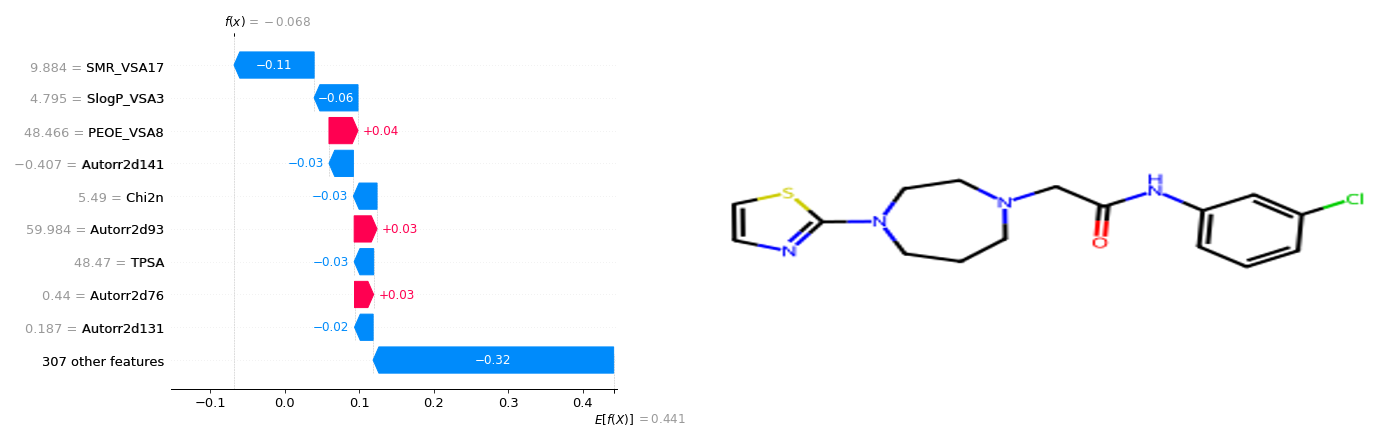 f(x) = −0.068
9.884 = SMR_VSA17
−0.11
4.795 = SlogP_VSA3
−0.06
48.466 = PEOE_VSA8
+0.04
−0.407 = Autorr2d141
−0.03
5.49 = Chi2n
−0.03
59.984 = Autorr2d93
+0.03
48.47 = TPSA
−0.03
0.44 = Autorr2d76
+0.03
0.187 = Autorr2d131
−0.02
307 other features
−0.32
−0.1 0.0 0.1 0.2 0.3 0.4
E[f(X)] = 0.441
S
N
N
N
O
H
N
Cl